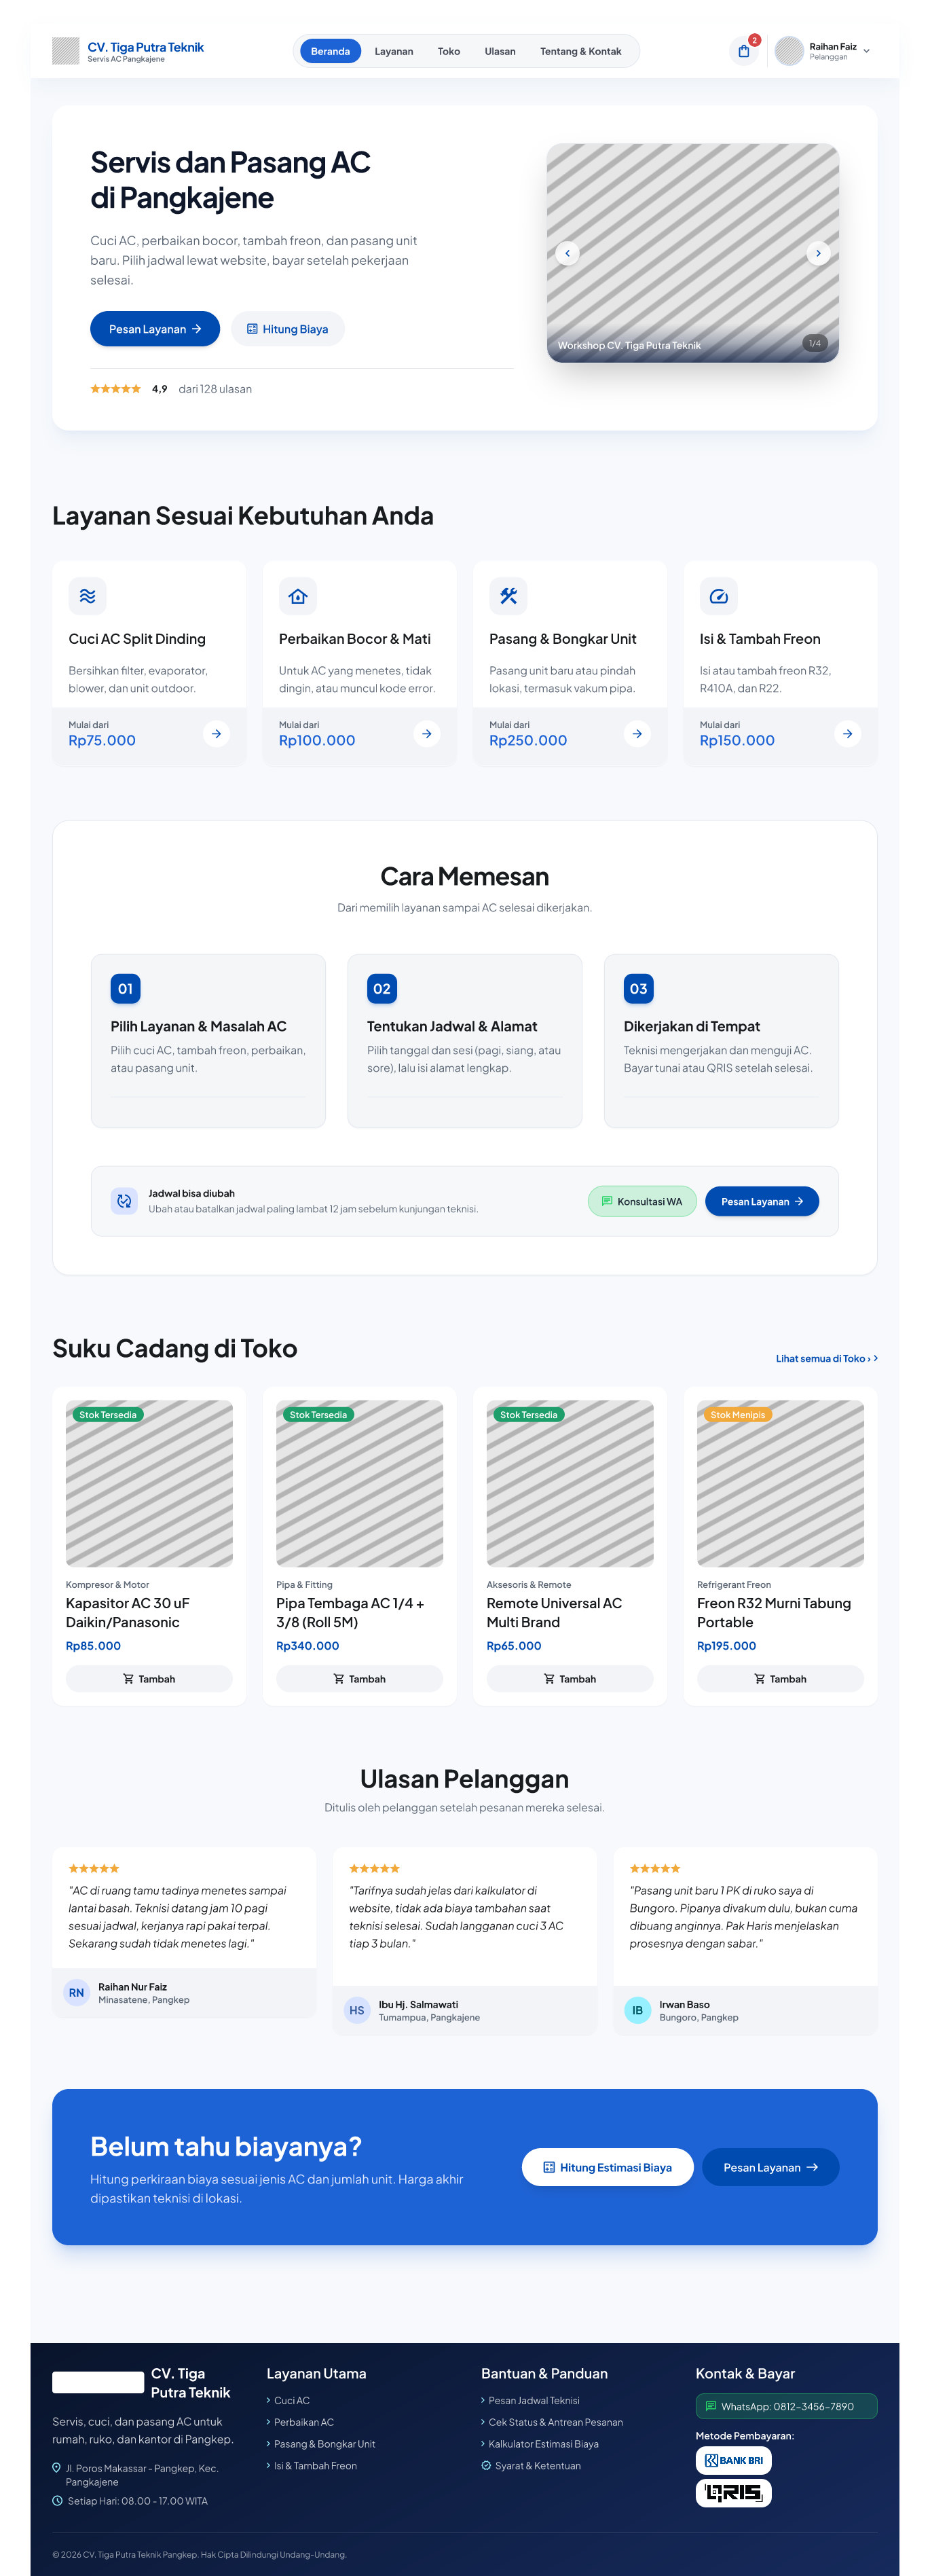 CV. Tiga Putra Teknik
Servis AC Pangkajene
Beranda
Layanan
Toko
Ulasan
Tentang & Kontak
2
Raihan Faiz
Pelanggan
Servis dan Pasang AC
di Pangkajene
Cuci AC, perbaikan bocor, tambah freon, dan pasang unit
baru. Pilih jadwal lewat website, bayar setelah pekerjaan
selesai.
Pesan Layanan
Hitung Biaya
4,9 dari 128 ulasan
Workshop CV. Tiga Putra Teknik
1/4
Layanan Sesuai Kebutuhan Anda
Cuci AC Split Dinding
Bersihkan filter, evaporator,
blower, dan unit outdoor.
Mulai dari
Rp75.000
Perbaikan Bocor & Mati
Untuk AC yang menetes, tidak
dingin, atau muncul kode error.
Mulai dari
Rp100.000
Pasang & Bongkar Unit
Pasang unit baru atau pindah
lokasi, termasuk vakum pipa.
Mulai dari
Rp250.000
Isi & Tambah Freon
Isi atau tambah freon R32,
R410A, dan R22.
Mulai dari
Rp150.000
Cara Memesan
Dari memilih layanan sampai AC selesai dikerjakan.
01
Pilih Layanan & Masalah AC
Pilih cuci AC, tambah freon, perbaikan,
atau pasang unit.
02
Tentukan Jadwal & Alamat
Pilih tanggal dan sesi (pagi, siang, atau
sore), lalu isi alamat lengkap.
03
Dikerjakan di Tempat
Teknisi mengerjakan dan menguji AC.
Bayar tunai atau QRIS setelah selesai.
Jadwal bisa diubah
Ubah atau batalkan jadwal paling lambat 12 jam sebelum kunjungan teknisi.
Konsultasi WA
Pesan Layanan
Suku Cadang di Toko
Lihat semua di Toko ›
Stok Tersedia
Kompresor & Motor
Kapasitor AC 30 uF
Daikin/Panasonic
Rp85.000
Tambah
Stok Tersedia
Pipa & Fitting
Pipa Tembaga AC 1/4 +
3/8 (Roll 5M)
Rp340.000
Tambah
Stok Tersedia
Aksesoris & Remote
Remote Universal AC
Multi Brand
Rp65.000
Tambah
Stok Menipis
Refrigerant Freon
Freon R32 Murni Tabung
Portable
Rp195.000
Tambah
Ulasan Pelanggan
Ditulis oleh pelanggan setelah pesanan mereka selesai.
"AC di ruang tamu tadinya menetes sampai
lantai basah. Teknisi datang jam 10 pagi
sesuai jadwal, kerjanya rapi pakai terpal.
Sekarang sudah tidak menetes lagi."
RN
Raihan Nur Faiz
Minasatene, Pangkep
"Tarifnya sudah jelas dari kalkulator di
website, tidak ada biaya tambahan saat
teknisi selesai. Sudah langganan cuci 3 AC
tiap 3 bulan."
HS
Ibu Hj. Salmawati
Tumampua, Pangkajene
"Pasang unit baru 1 PK di ruko saya di
Bungoro. Pipanya divakum dulu, bukan cuma
dibuang anginnya. Pak Haris menjelaskan
prosesnya dengan sabar."
IB
Irwan Baso
Bungoro, Pangkep
Belum tahu biayanya?
Hitung perkiraan biaya sesuai jenis AC dan jumlah unit. Harga akhir
dipastikan teknisi di lokasi.
Hitung Estimasi Biaya
Pesan Layanan
CV. Tiga
Putra Teknik
Servis, cuci, dan pasang AC untuk
rumah, ruko, dan kantor di Pangkep.
Jl. Poros Makassar - Pangkep, Kec.
Pangkajene
Setiap Hari: 08.00 - 17.00 WITA
Layanan Utama
Cuci AC
Perbaikan AC
Pasang & Bongkar Unit
Isi & Tambah Freon
Bantuan & Panduan
Pesan Jadwal Teknisi
Cek Status & Antrean Pesanan
Kalkulator Estimasi Biaya
Syarat & Ketentuan
Kontak & Bayar
WhatsApp: 0812-3456-7890
Metode Pembayaran:
BANK BRI
QRIS
© 2026 CV. Tiga Putra Teknik Pangkep. Hak Cipta Dilindungi Undang-Undang.